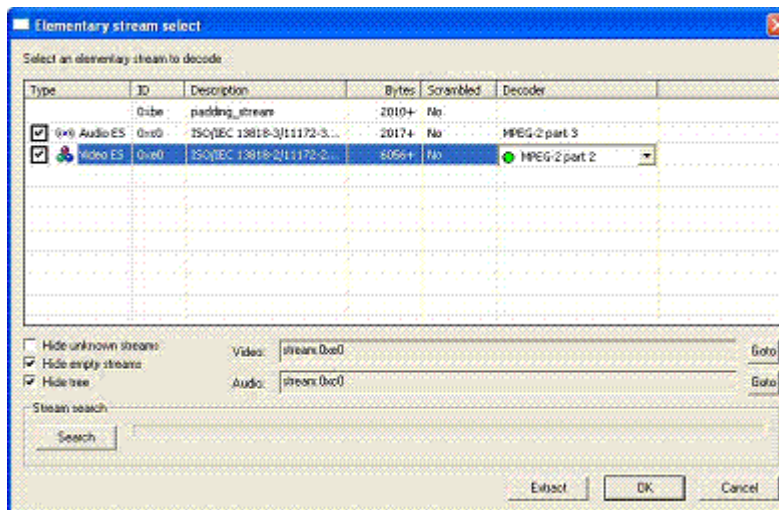 Elementary stream select
Select an elementary stream to decode
Type ID Description Bytes Scrambled Decoder
0xbe padding_stream 2010+ No
Audio ES 0xc0 ISO/IEC 13818-3/11172-3... 2017+ No MPEG-2 part 3
Video ES 0xe0 ISO/IEC 13818-2/11172-2... 6056+ No MPEG-2 part 2
Hide unknown streams
Video: stream 0xe0 Goto
Hide empty streams
Hide tree
Audio: stream 0xc0 Goto
Stream search
Search
Extract OK Cancel